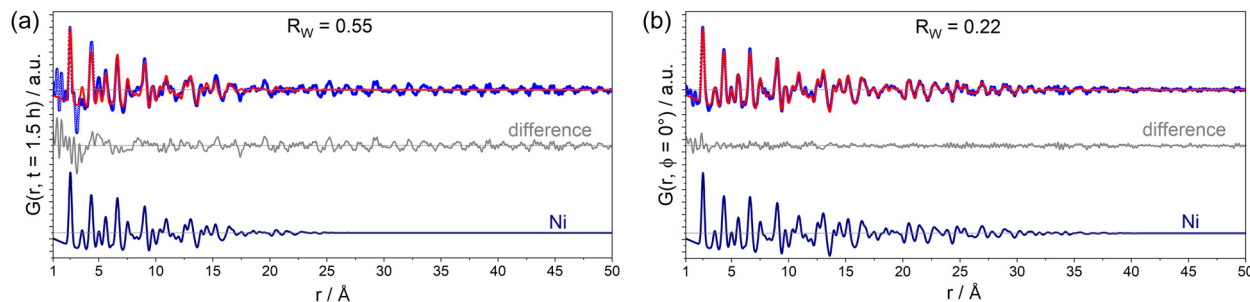 (a)
R_W = 0.55
G(r, t = 1.5 h) / a.u.
difference
Ni
1 5 10 15 20 25 30 35 40 45 50
r / Å
(b)
R_W = 0.22
G(r, ϕ = 0°) / a.u.
difference
Ni
1 5 10 15 20 25 30 35 40 45 50
r / Å